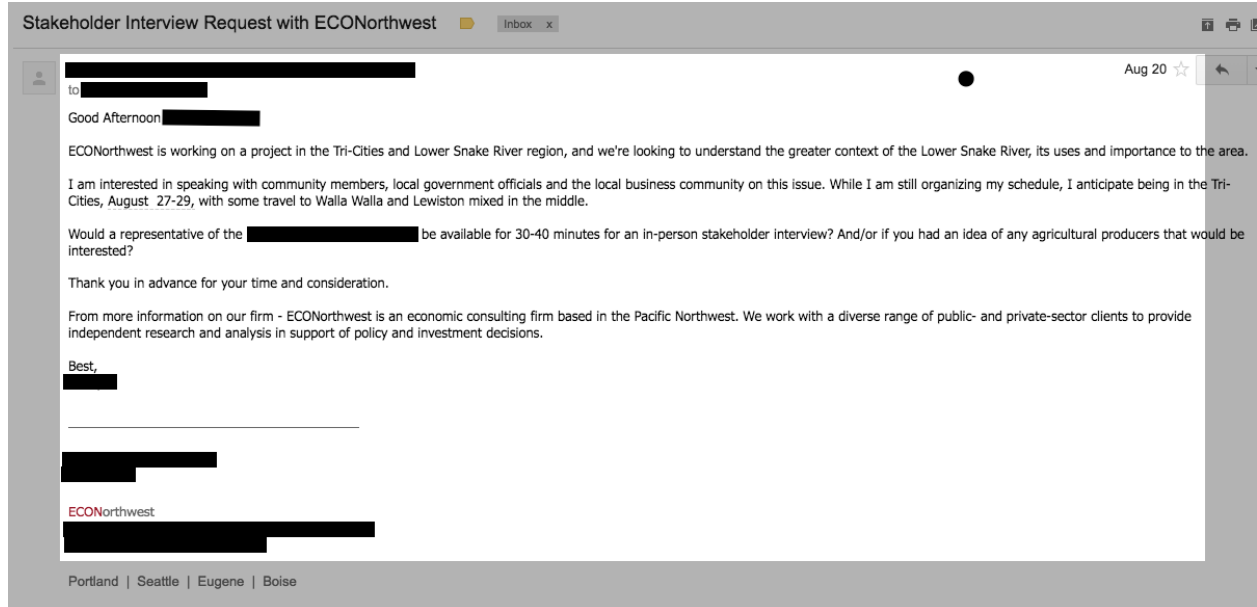 Stakeholder Interview Request with ECONorthwest Inbox x
Aug 20
to
Good Afternoon
ECONorthwest is working on a project in the Tri-Cities and Lower Snake River region, and we're looking to understand the greater context of the Lower Snake River, its uses and importance to the area.
I am interested in speaking with community members, local government officials and the local business community on this issue. While I am still organizing my schedule, I anticipate being in the Tri-
Cities, August 27-29, with some travel to Walla Walla and Lewiston mixed in the middle.
Would a representative of the be available for 30-40 minutes for an in-person stakeholder interview? And/or if you had an idea of any agricultural producers that would be
interested?
Thank you in advance for your time and consideration.
From more information on our firm - ECONorthwest is an economic consulting firm based in the Pacific Northwest. We work with a diverse range of public- and private-sector clients to provide
independent research and analysis in support of policy and investment decisions.
Best,
ECONorthwest
Portland | Seattle | Eugene | Boise